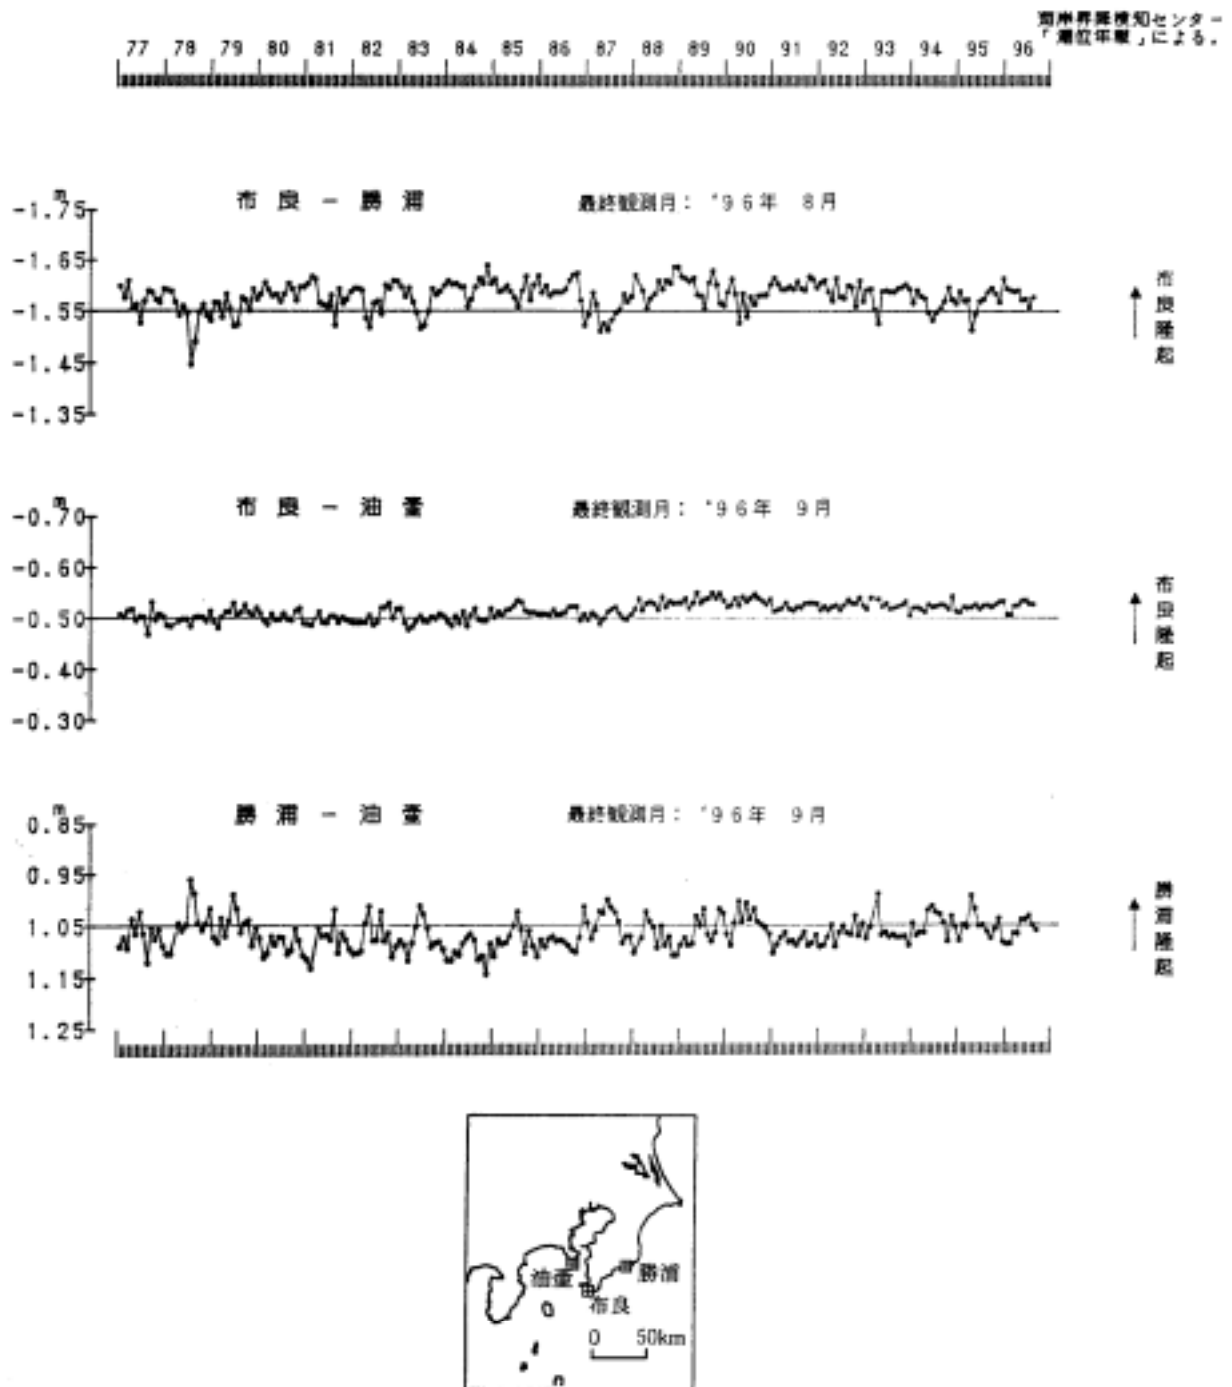 海岸昇降検知センター
「潮位年報」による.
77 78 79 80 81 82 83 84 85 86 87 88 89 90 91 92 93 94 95 96
布良－勝浦 最終観測月： '96年 8月
m
-1.75
-1.65
-1.55
-1.45
-1.35
布良隆起
布良－油壷 最終観測月： '96年 9月
m
-0.70
-0.60
-0.50
-0.40
-0.30
布良隆起
勝浦－油壷 最終観測月： '96年 9月
m
0.85
0.95
1.05
1.15
1.25
勝浦隆起
油壷
勝浦
布良
0 50km